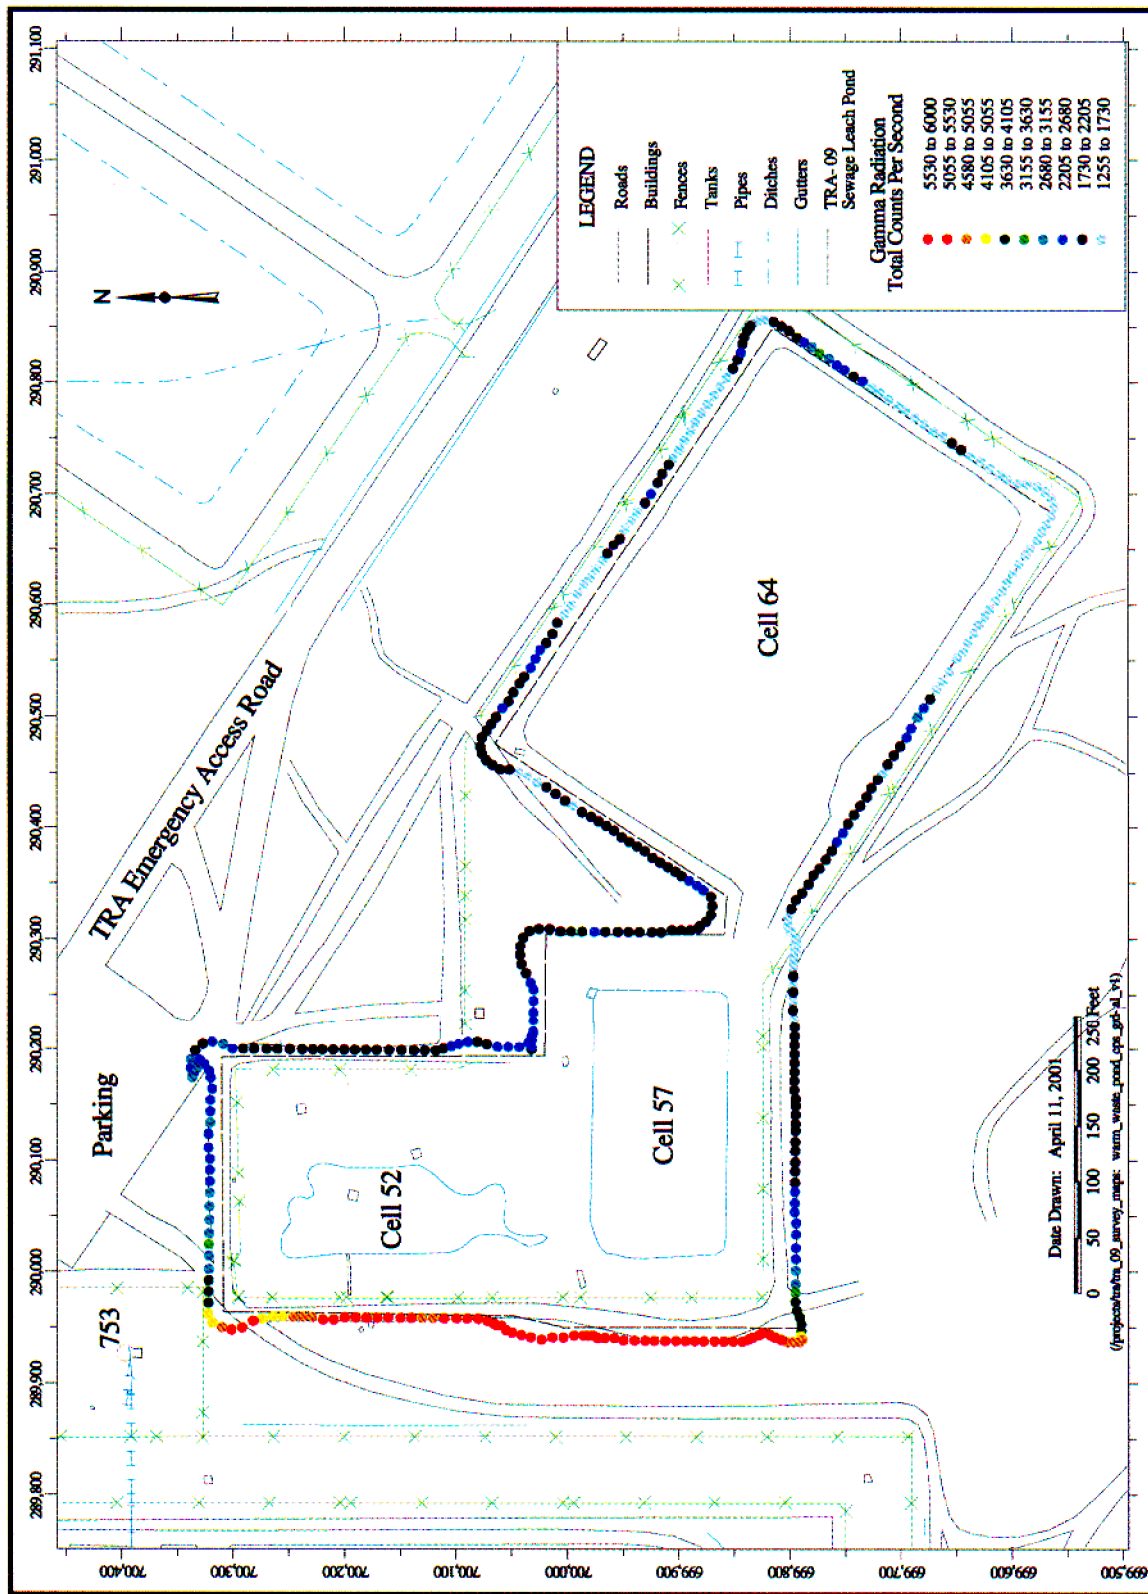 291,100
291,000
290,900
290,800
290,700
290,600
290,500
290,400
290,300
290,200
290,100
290,000
289,900
289,800
700,400
700,300
700,200
700,100
700,000
699,900
699,800
699,700
699,600
699,500
N
TRA Emergency Access Road
Parking
753
Cell 52
Cell 57
Cell 64
LEGEND
Roads
Buildings
Fences
Tanks
Pipes
Ditches
Gutters
TRA-09
Sewage Leach Pond
Gamma Radiation
Total Counts Per Second
5530 to 6000
5055 to 5530
4580 to 5055
4105 to 5055
3630 to 4105
3155 to 3630
2680 to 3155
2205 to 2680
1730 to 2205
1255 to 1730
Date Drawn: April 11, 2001
0 50 100 150 200 250 Feet